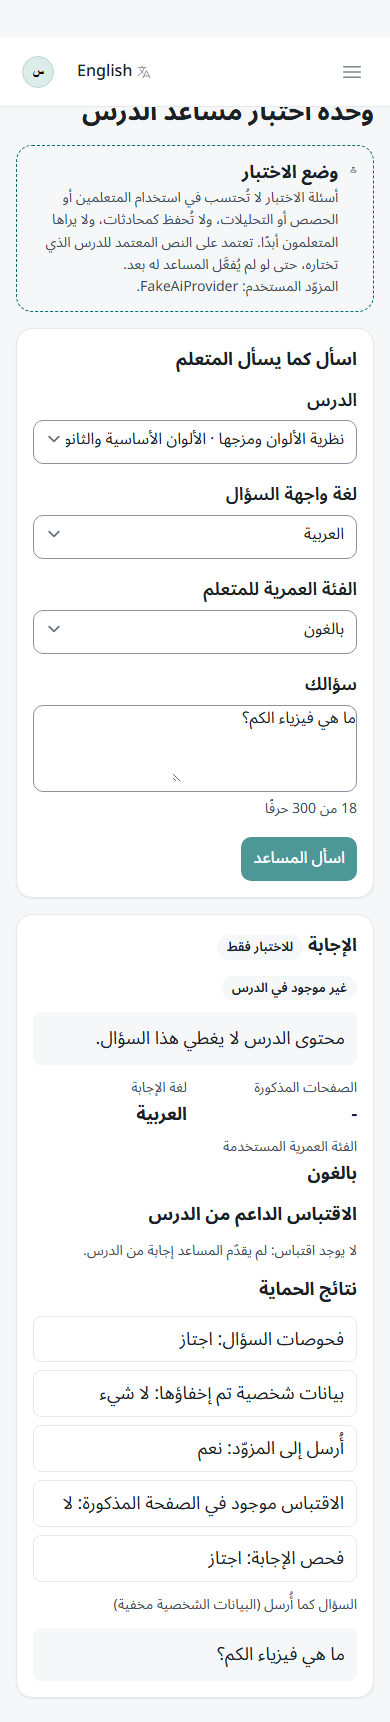 س
English
وحدة اختبار مساعد الدرس
وضع الاختبار
أسئلة الاختبار لا تُحتسب في استخدام المتعلمين أو
الحصص أو التحليلات، ولا تُحفظ كمحادثات، ولا يراها
المتعلمون أبدًا. تعتمد على النص المعتمد للدرس الذي
تختاره، حتى لو لم يُفعَّل المساعد له بعد.
المزوّد المستخدم: FakeAiProvider.
اسأل كما يسأل المتعلم
الدرس
نظرية الألوان ومزجها · الألوان الأساسية والثانو
لغة واجهة السؤال
العربية
الفئة العمرية للمتعلم
بالغون
سؤالك
ما هي فيزياء الكم؟
18 من 300 حرفًا
اسأل المساعد
الإجابة للاختبار فقط
غير موجود في الدرس
محتوى الدرس لا يغطي هذا السؤال.
الصفحات المذكورة
-
لغة الإجابة
العربية
الفئة العمرية المستخدمة
بالغون
الاقتباس الداعم من الدرس
لا يوجد اقتباس: لم يقدّم المساعد إجابة من الدرس.
نتائج الحماية
فحوصات السؤال: اجتاز
بيانات شخصية تم إخفاؤها: لا شيء
أُرسل إلى المزوّد: نعم
الاقتباس موجود في الصفحة المذكورة: لا
فحص الإجابة: اجتاز
السؤال كما أُرسل (البيانات الشخصية مخفية)
ما هي فيزياء الكم؟